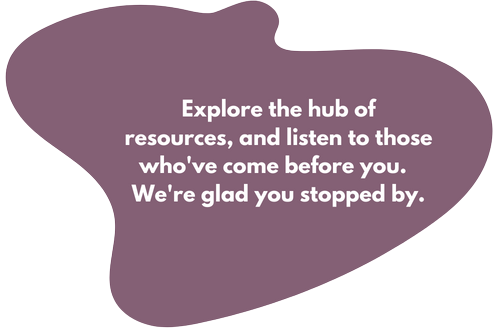 Explore the hub of
resources, and listen to those
who've come before you.
We're glad you stopped by.